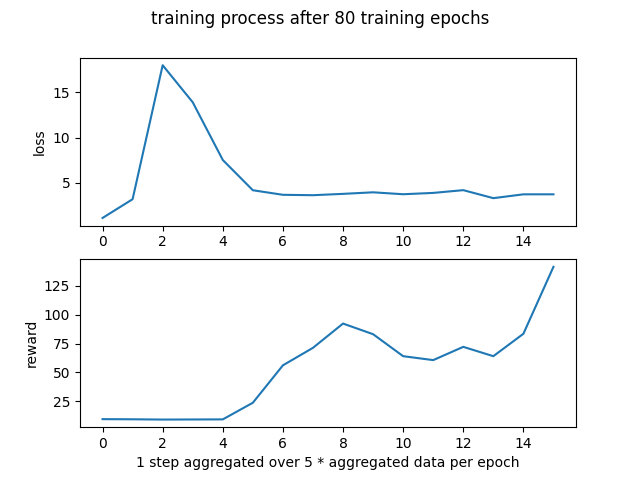 training process after 80 training epochs
15
10
5
loss
0 2 4 6 8 10 12 14
125
100
75
50
25
reward
0 2 4 6 8 10 12 14
1 step aggregated over 5 * aggregated data per epoch